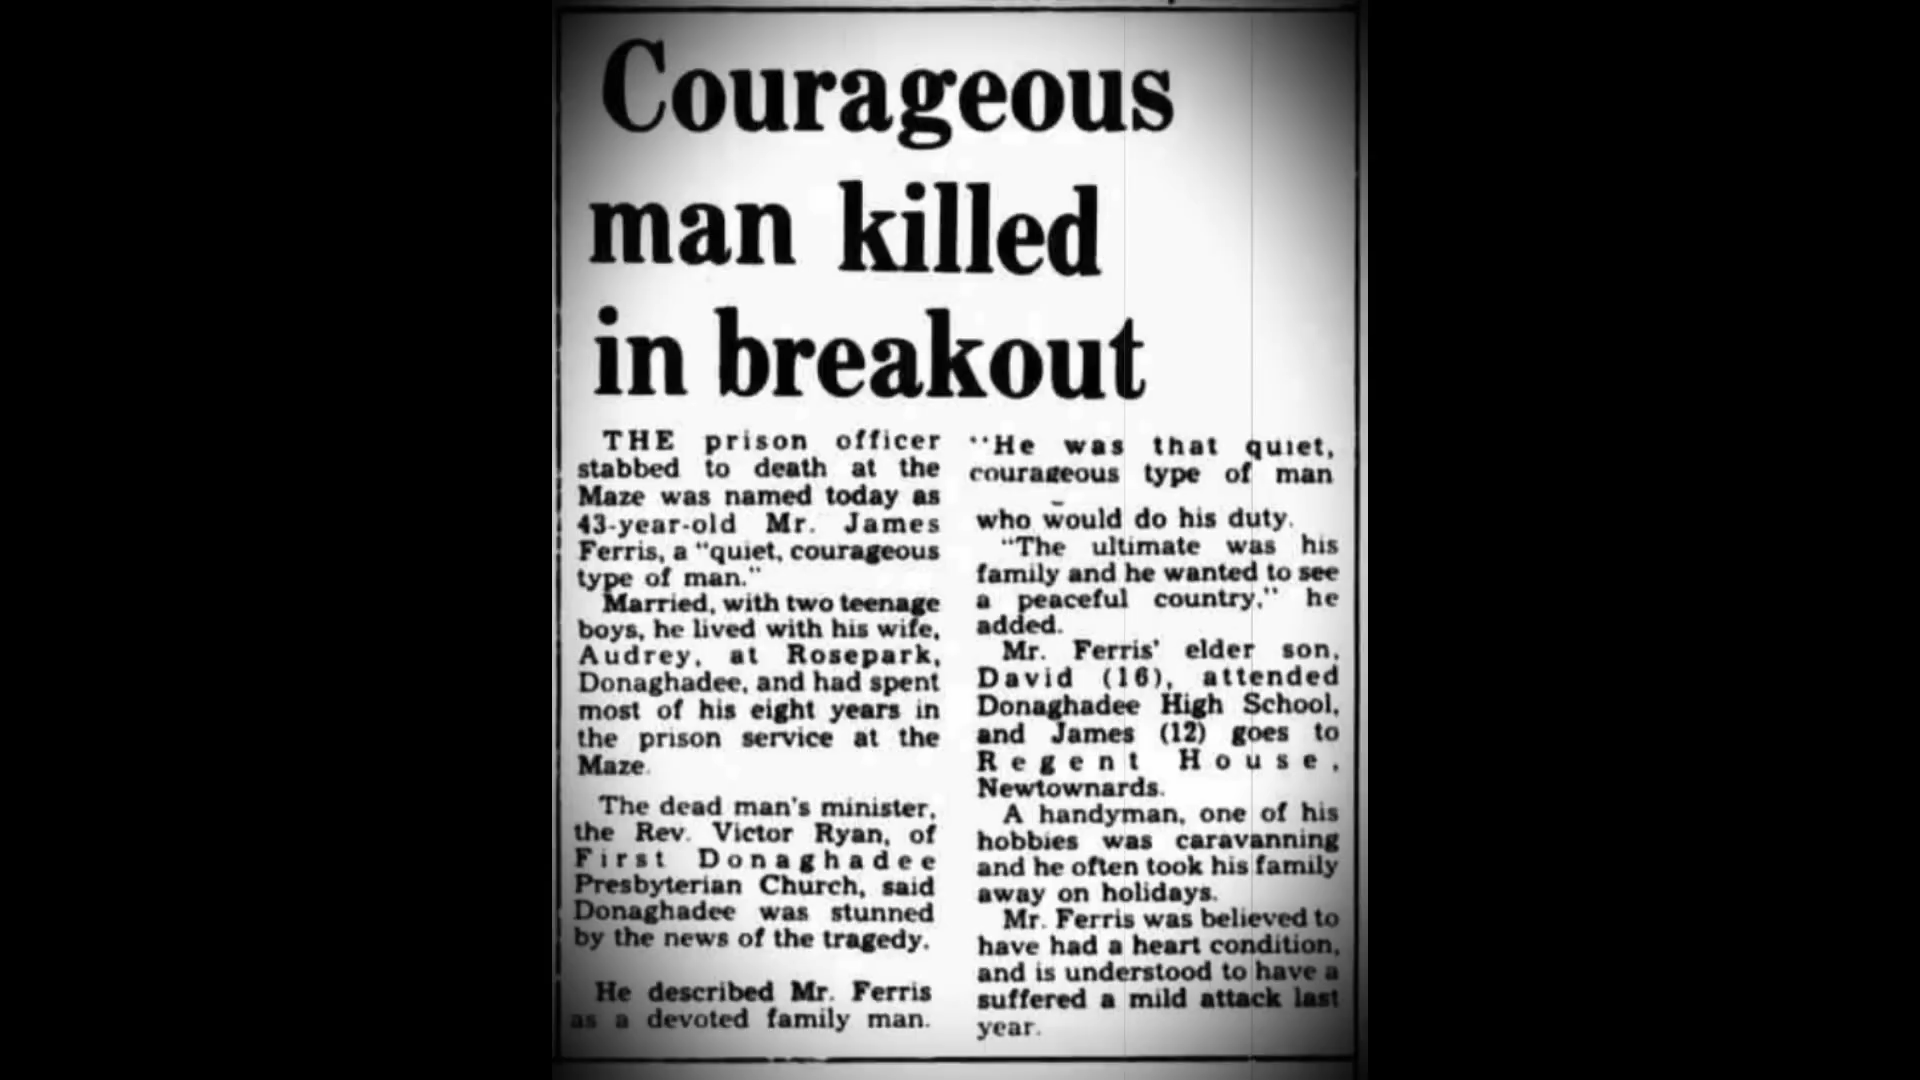 Courageous
man killed
in breakout
THE prison officer
stabbed to death at the
Maze was named today as
43-year-old Mr. James
Ferris, a "quiet, courageous
type of man."
Married, with two teenage
boys, he lived with his wife,
Audrey, at Rosepark,
Donaghadee, and had spent
most of his eight years in
the prison service at the
Maze.
The dead man's minister,
the Rev. Victor Ryan, of
First Donaghadee
Presbyterian Church, said
Donaghadee was stunned
by the news of the tragedy.
He described Mr. Ferris
as a devoted family man.
"He was that quiet,
courageous type of man
who would do his duty.
"The ultimate was his
family and he wanted to see
a peaceful country," he
added.
Mr. Ferris' elder son,
David (16), attended
Donaghadee High School,
and James (12) goes to
Regent House,
Newtownards.
A handyman, one of his
hobbies was caravanning
and he often took his family
away on holidays.
Mr. Ferris was believed to
have had a heart condition,
and is understood to have a
suffered a mild attack last
year.